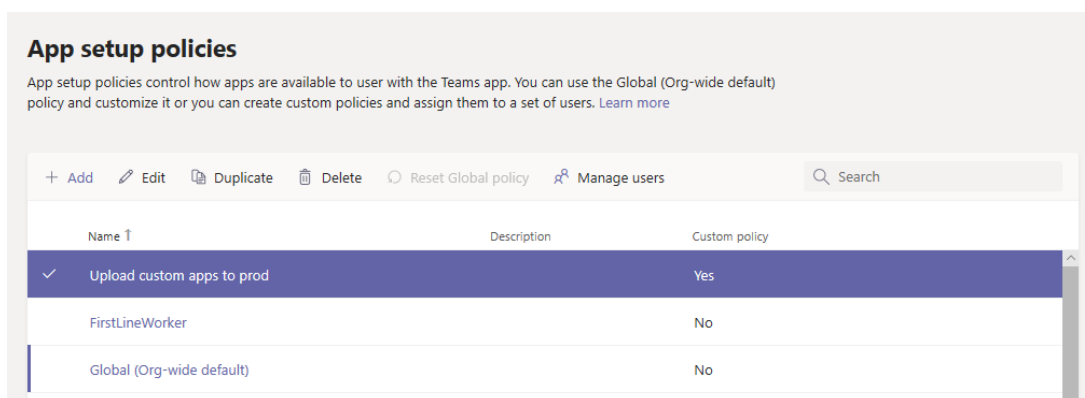 App setup policies
App setup policies control how apps are available to user with the Teams app. You can use the Global (Org-wide default)
policy and customize it or you can create custom policies and assign them to a set of users. Learn more
Add Edit Duplicate Delete Reset Global policy Manage users Search
Name Description Custom policy
Upload custom apps to prod Yes
FirstLineWorker No
Global (Org-wide default) No